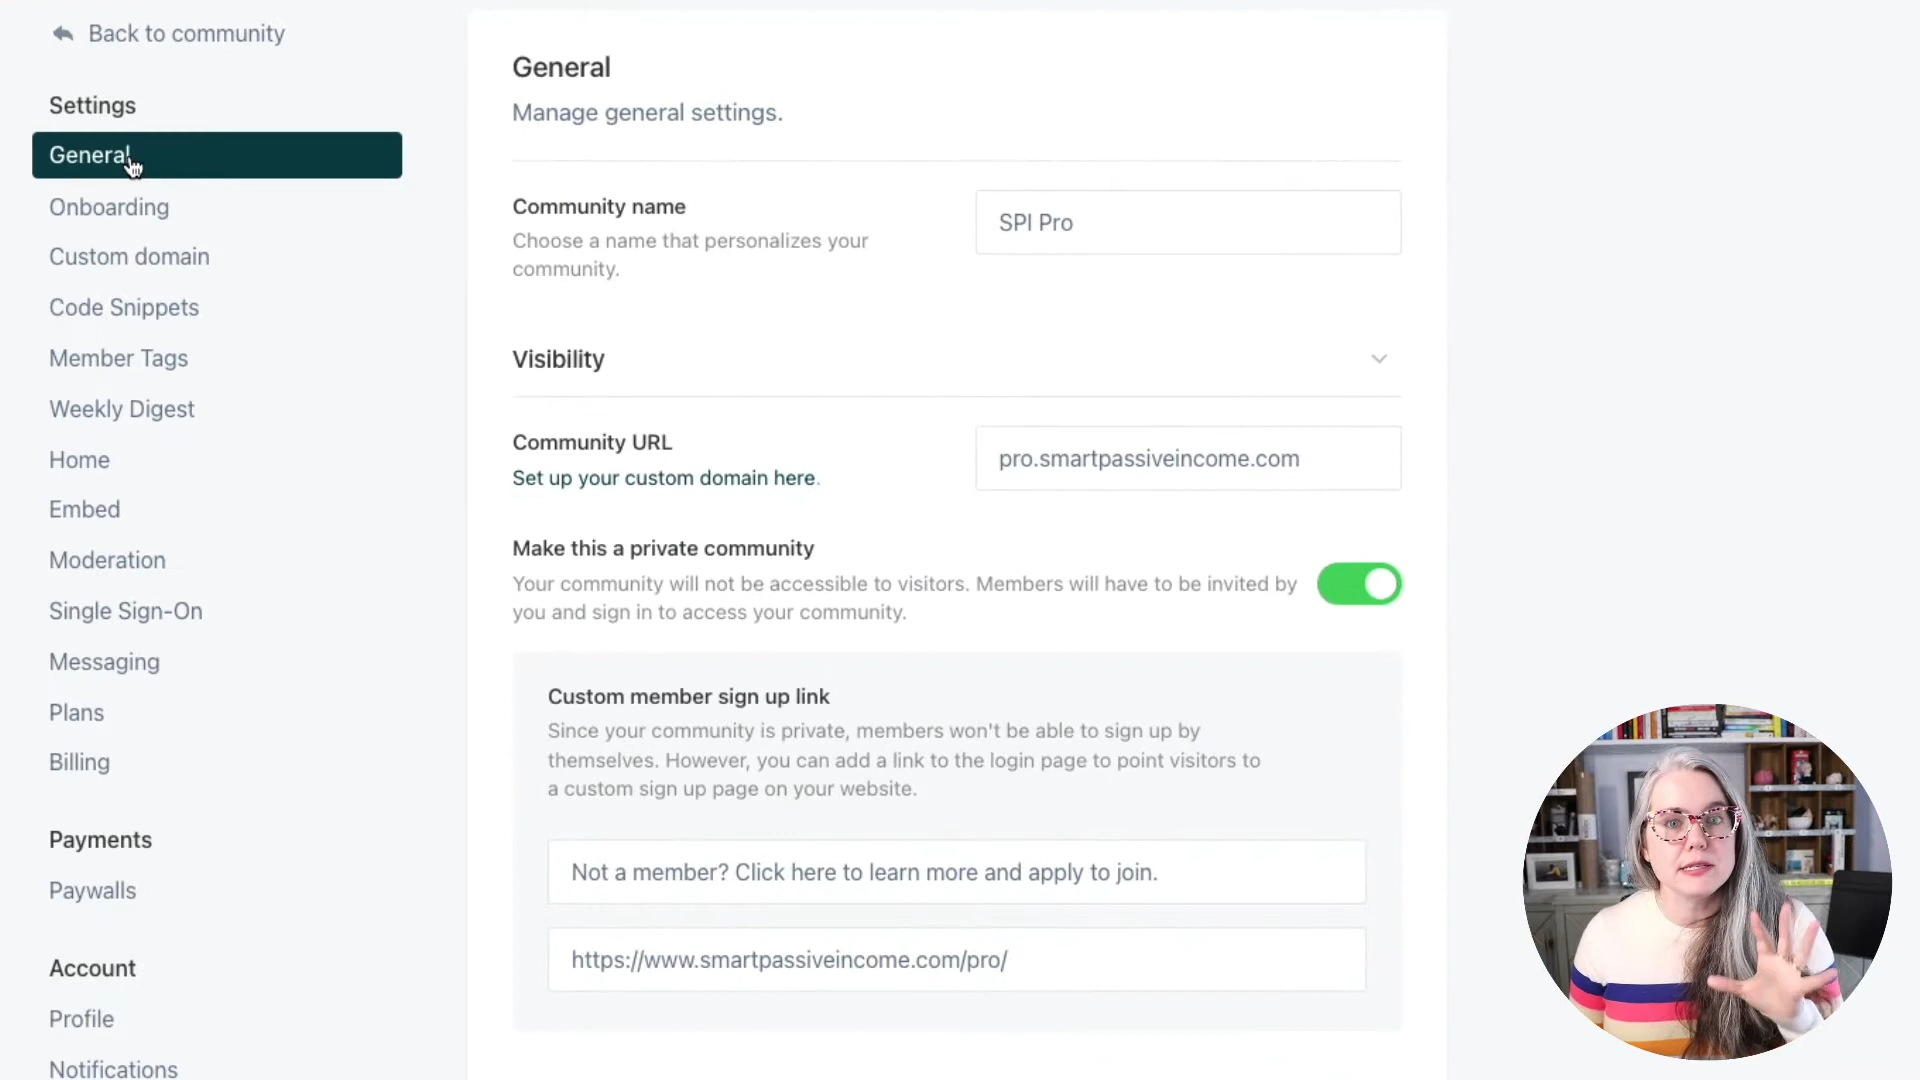 Back to community
Settings
General
Onboarding
Custom domain
Code Snippets
Member Tags
Weekly Digest
Home
Embed
Moderation
Single Sign-On
Messaging
Plans
Billing
Payments
Paywalls
Account
Profile
Notifications
General
Manage general settings.
Community name
Choose a name that personalizes your
community.
SPI Pro
Visibility
Community URL
Set up your custom domain here.
pro.smartpassiveincome.com
Make this a private community
Your community will not be accessible to visitors. Members will have to be invited by
you and sign in to access your community.
Custom member sign up link
Since your community is private, members won't be able to sign up by
themselves. However, you can add a link to the login page to point visitors to
a custom sign up page on your website.
Not a member? Click here to learn more and apply to join.
https://www.smartpassiveincome.com/pro/